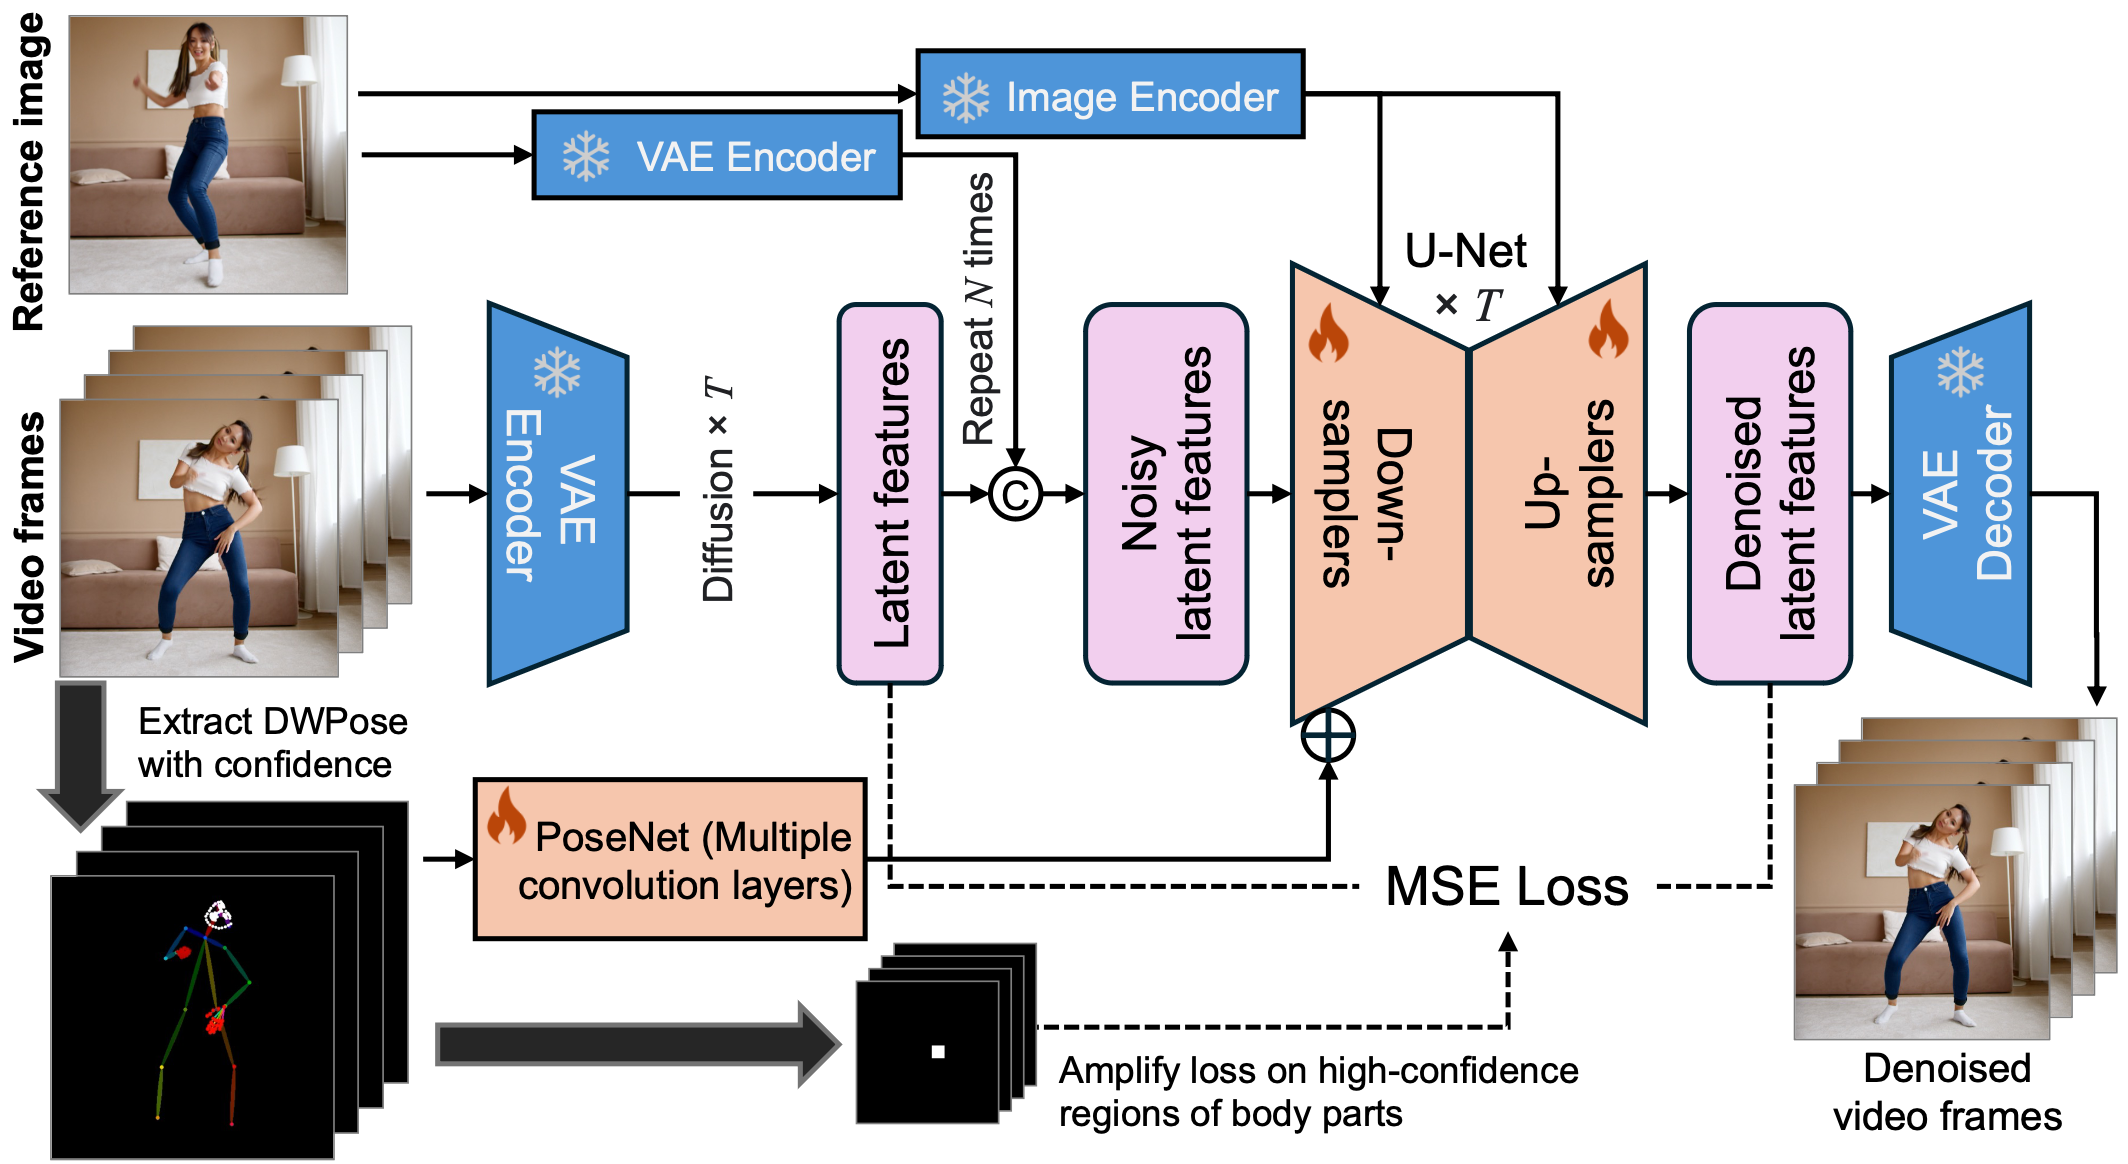 Reference image
Image Encoder
VAE Encoder
Repeat N times
U-Net
× T
Video frames
VAE
Encoder
Diffusion × T
Latent features
C
Noisy
latent features
Down-
samplers
Up-
samplers
Denoised
latent features
VAE
Decoder
Extract DWPose
with confidence
PoseNet (Multiple
convolution layers)
MSE Loss
Amplify loss on high-confidence
regions of body parts
Denoised
video frames